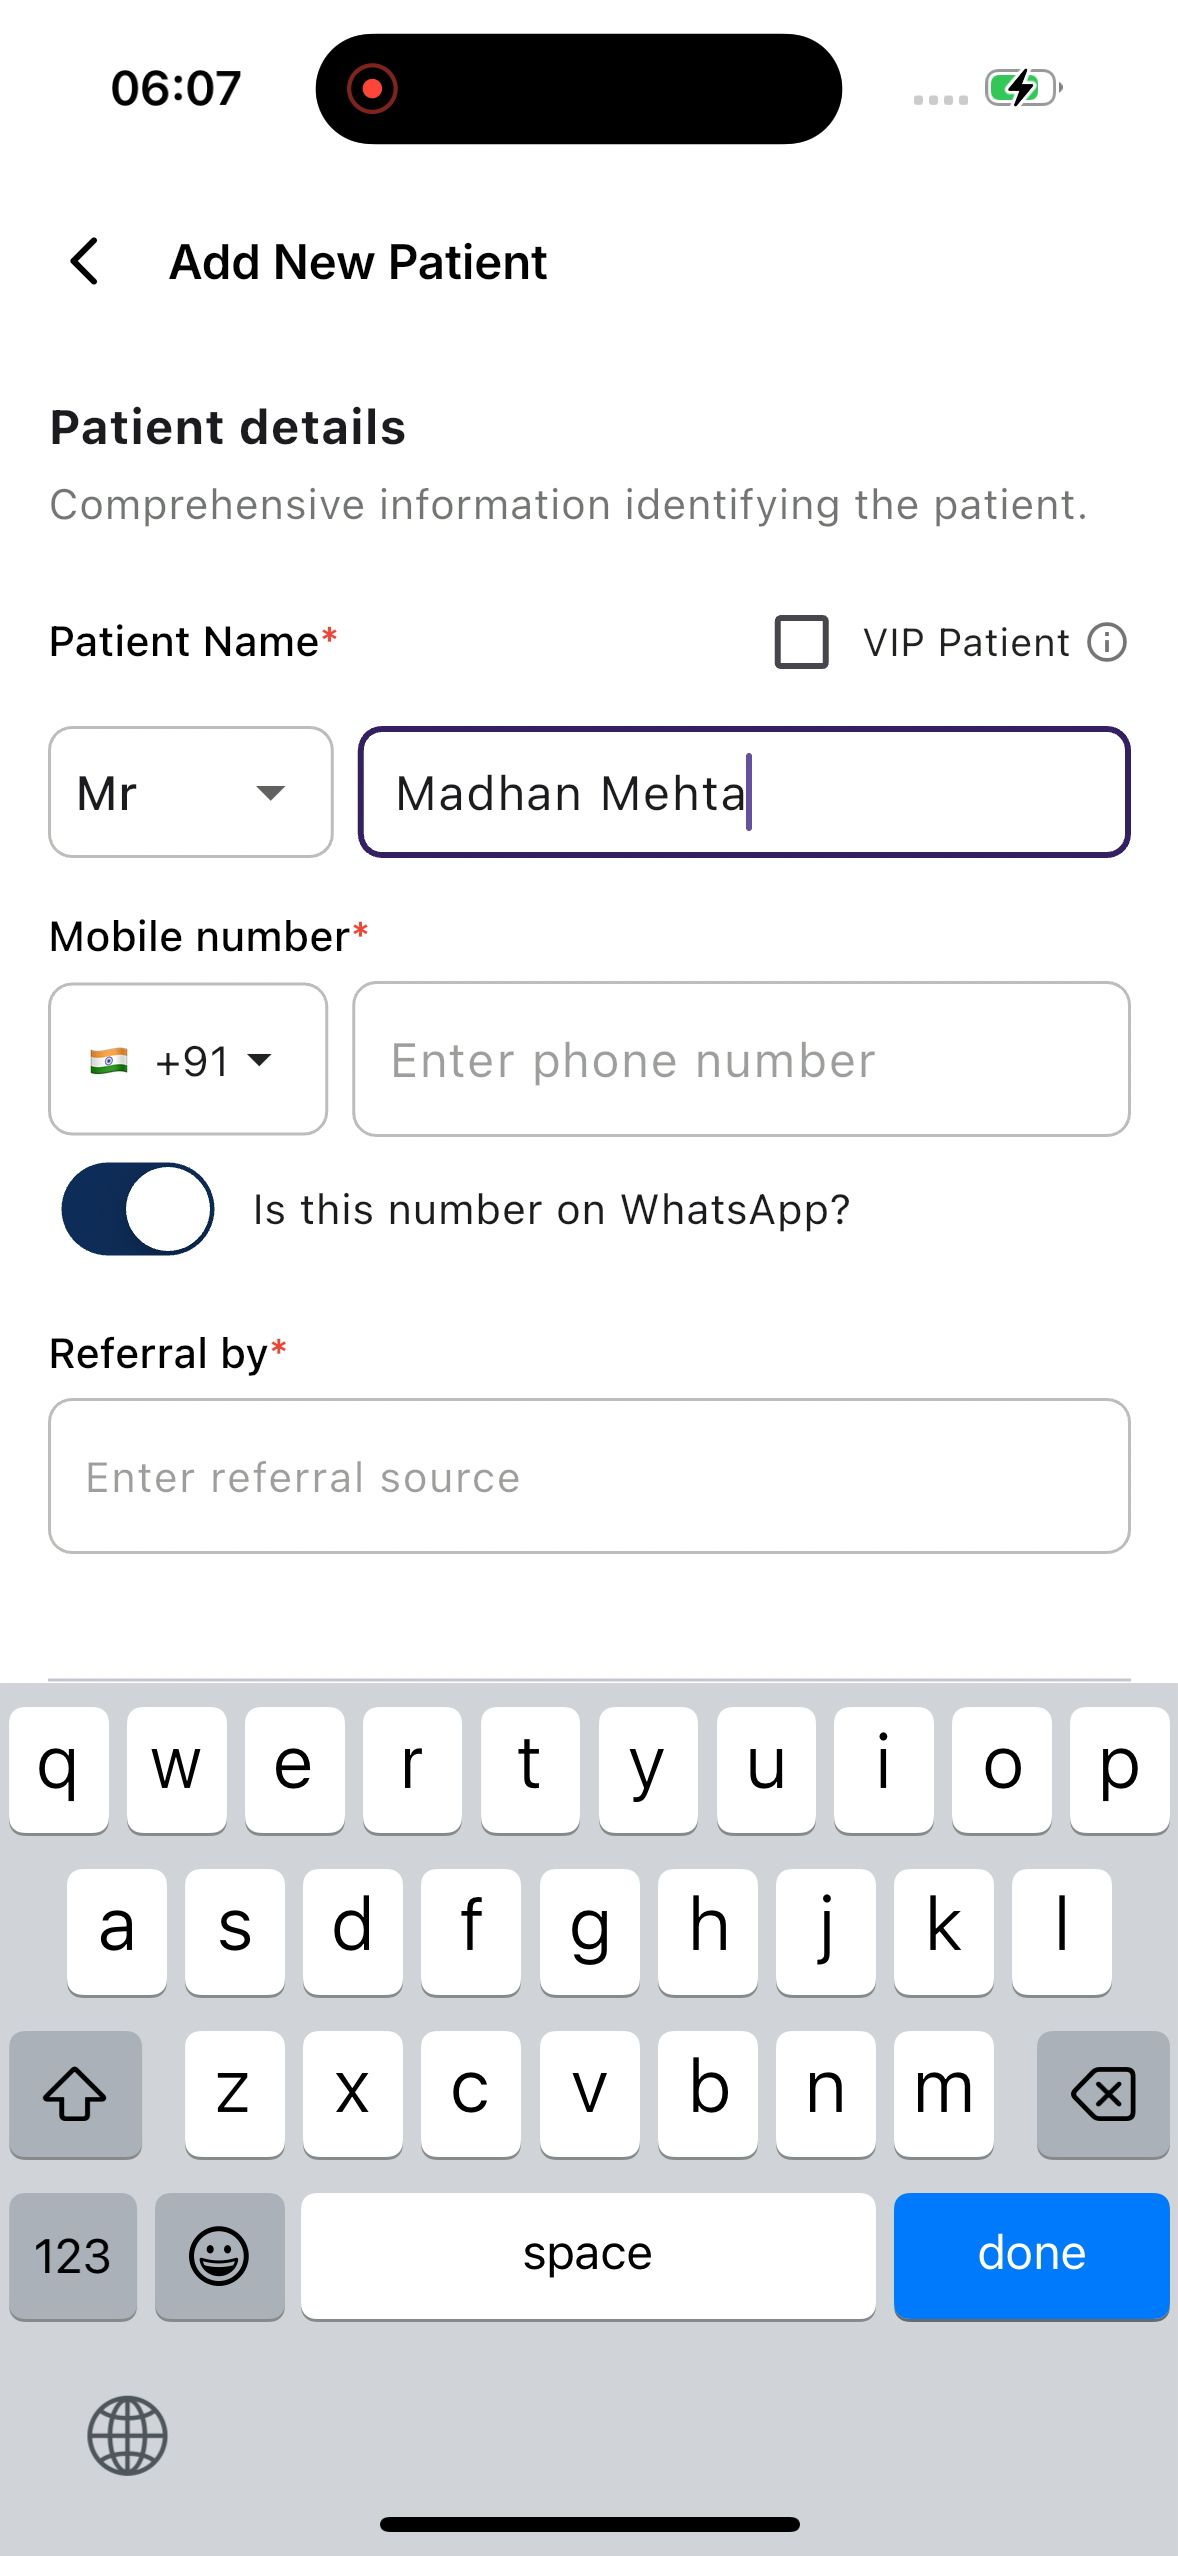 06:07
Add New Patient
Patient details
Comprehensive information identifying the patient.
Patient Name* VIP Patient
Mr Madhan Mehta
Mobile number*
+91 Enter phone number
Is this number on WhatsApp?
Referral by*
Enter referral source
q w e r t y u i o p
a s d f g h j k l
z x c v b n m
123 space done